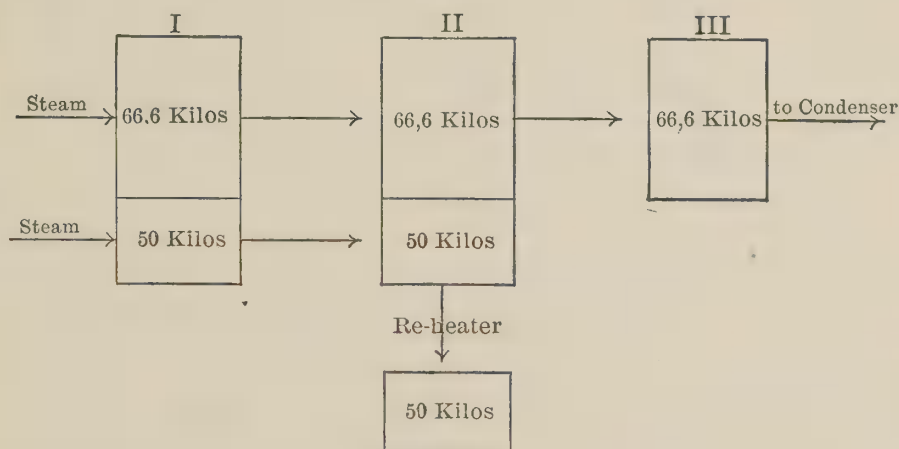 I II III
Steam 66.6 Kilos 66,6 Kilos 66,6 Kilos to Condenser
Steam 50 Kilos 50 Kilos
Re-heater
50 Kilos